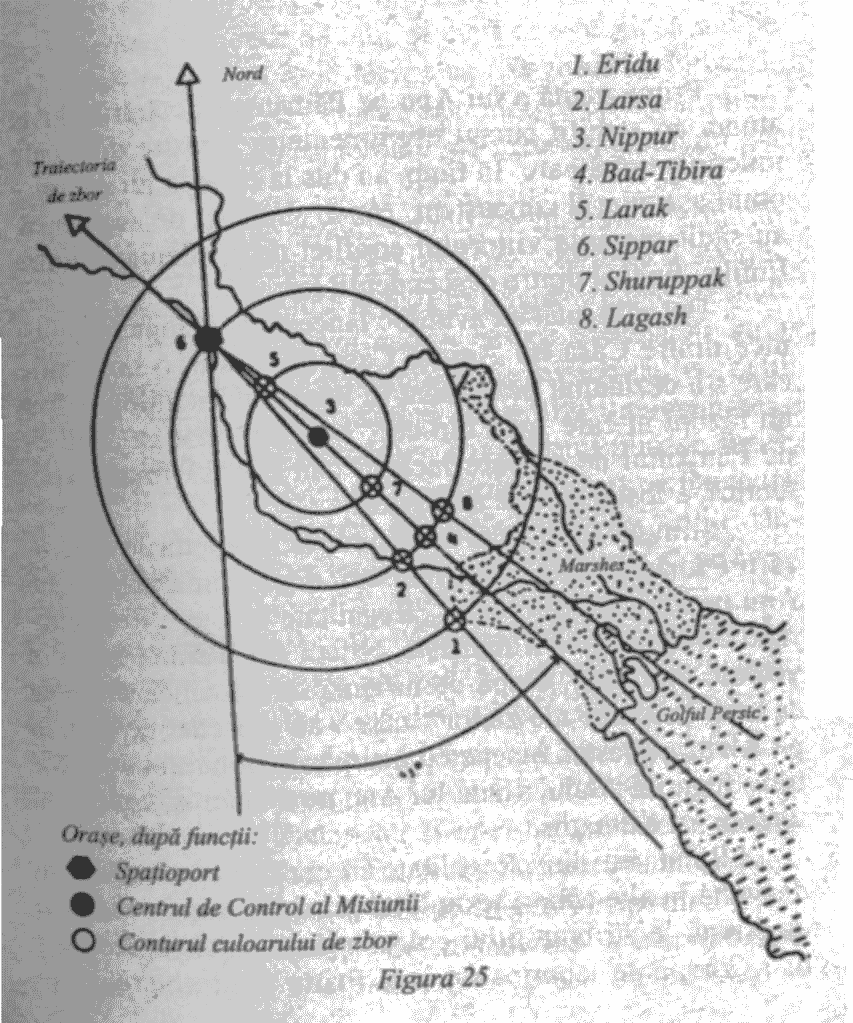 Nord
Traiectoria
de zbor
1. Eridu
2. Larsa
3. Nippur
4. Bad-Tibira
5. Larak
6. Sippar
7. Shuruppak
8. Lagash
6
5
3
7
8
4
2
1
Marshes
Golful Persic
Orașe, după funcții:
Spațioport
Centrul de Control al Misiunii
Conturul culoarului de zbor
Figura 25